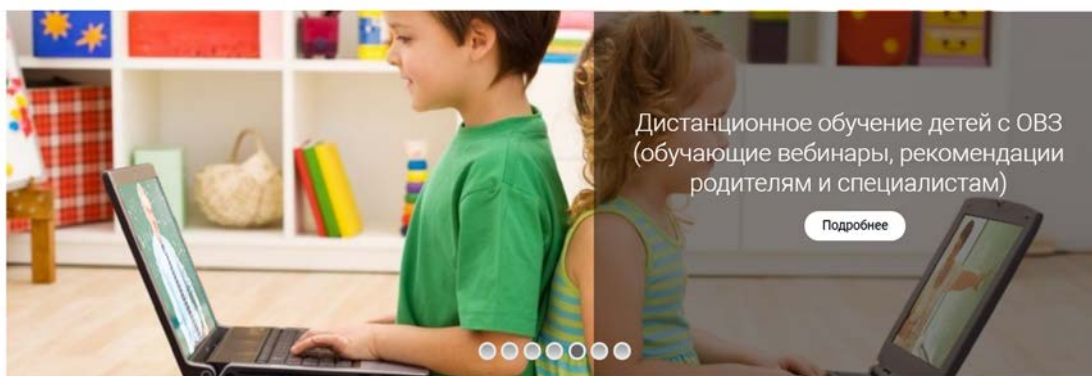 Дистанционное обучение детей с ОВЗ
(обучающие вебинары, рекомендации
родителям и специалистам)
Подробнее